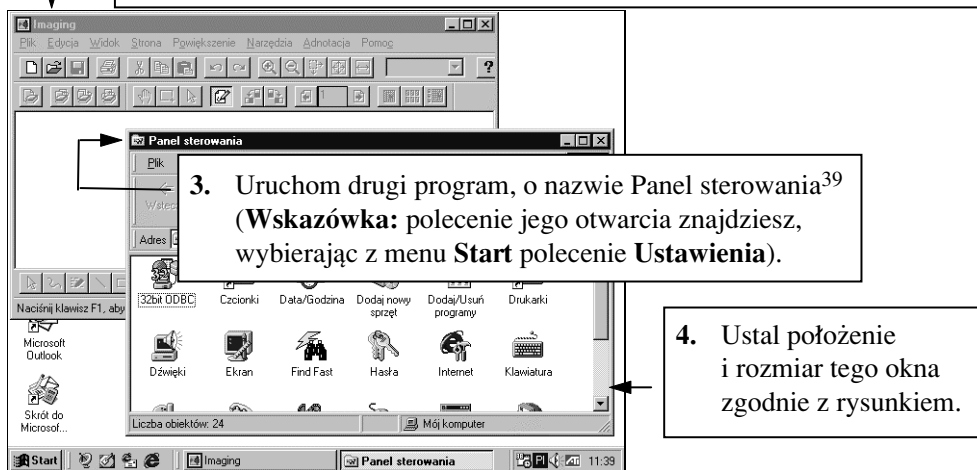 Imaging
Plik Edycja Widok Strona Powiększenie Narzędzia Adnotacja Pomoc
?
1
Panel sterowania
Plik
Wstecz
Adres
3. Uruchom drugi program, o nazwie Panel sterowania39
(Wskazówka: polecenie jego otwarcia znajdziesz,
wybierając z menu Start polecenie Ustawienia).
Naciśnij klawisz F1, aby
32bit ODBC Czcionki Data/Godzina Dodaj nowy sprzęt Dodaj/Usuń programy Drukarki
Dźwięki Ekran Find Fast Hasła Internet Klawiatura
Liczba obiektów: 24 Mój komputer
4. Ustal położenie
i rozmiar tego okna
zgodnie z rysunkiem.
Microsoft
Outlook
Skrót do
Microsof...
Start Imaging Panel sterowania PI 11:39